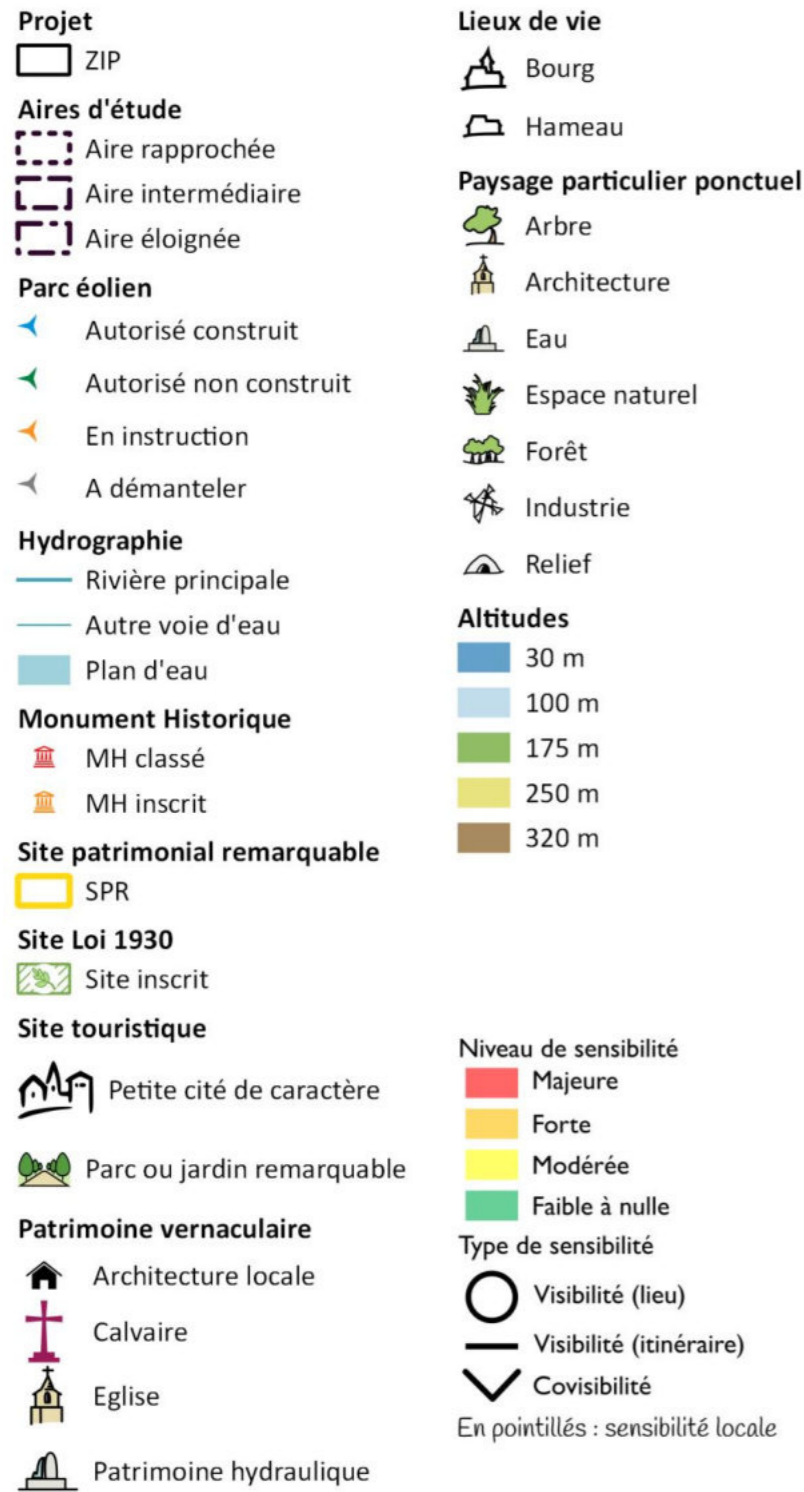 Projet
ZIP
Aires d'étude
Aire rapprochée
Aire intermédiaire
Aire éloignée
Parc éolien
Autorisé construit
Autorisé non construit
En instruction
A démanteler
Hydrographie
Rivière principale
Autre voie d'eau
Plan d'eau
Monument Historique
MH classé
MH inscrit
Site patrimonial remarquable
SPR
Site Loi 1930
Site inscrit
Site touristique
Petite cité de caractère
Parc ou jardin remarquable
Patrimoine vernaculaire
Architecture locale
Calvaire
Eglise
Patrimoine hydraulique
Lieux de vie
Bourg
Hameau
Paysage particulier ponctuel
Arbre
Architecture
Eau
Espace naturel
Forêt
Industrie
Relief
Altitudes
30 m
100 m
175 m
250 m
320 m
Niveau de sensibilité
Majeure
Forte
Modérée
Faible à nulle
Type de sensibilité
Visibilité (lieu)
Visibilité (itinéraire)
Covisibilité
En pointillés : sensibilité locale